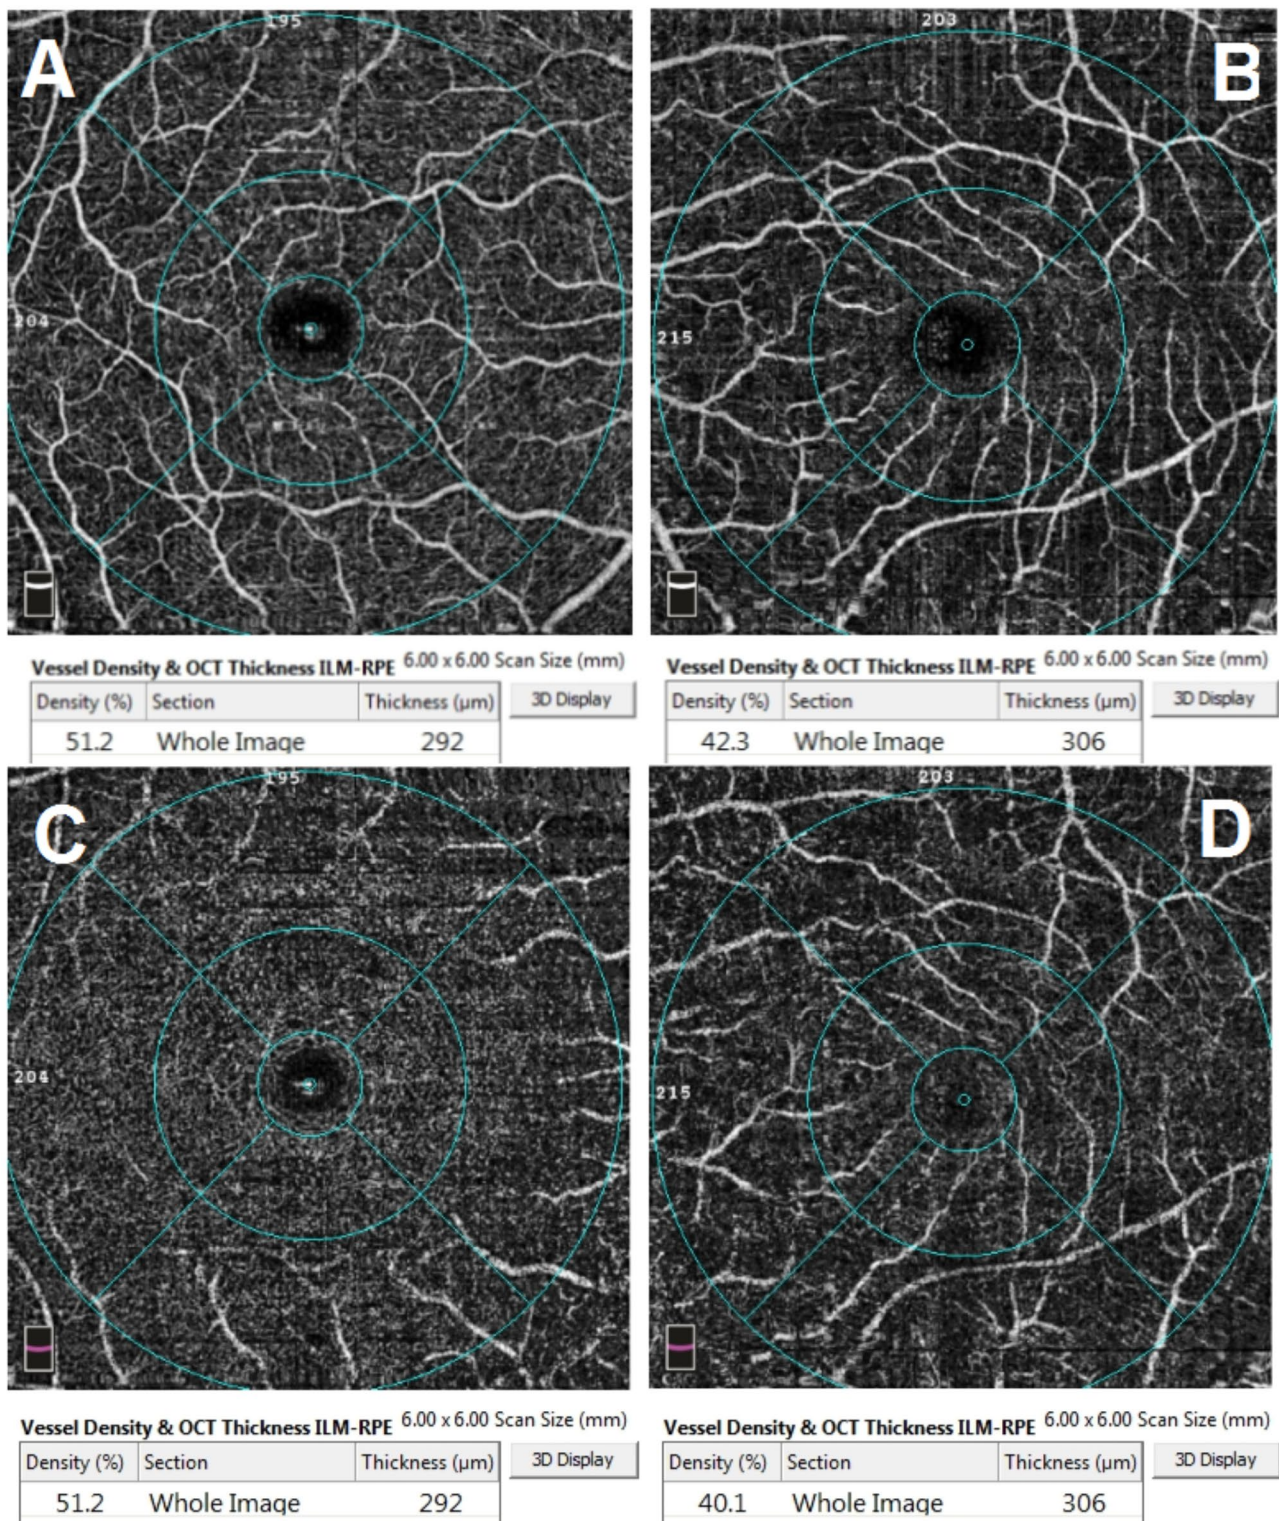 A
195
204
B
203
215
Vessel Density & OCT Thickness ILM-RPE 6.00 x 6.00 Scan Size (mm)
Density (%) Section Thickness (µm) 3D Display
51.2 Whole Image 292
Vessel Density & OCT Thickness ILM-RPE 6.00 x 6.00 Scan Size (mm)
Density (%) Section Thickness (µm) 3D Display
42.3 Whole Image 306
C
195
204
D
203
215
Vessel Density & OCT Thickness ILM-RPE 6.00 x 6.00 Scan Size (mm)
Density (%) Section Thickness (µm) 3D Display
51.2 Whole Image 292
Vessel Density & OCT Thickness ILM-RPE 6.00 x 6.00 Scan Size (mm)
Density (%) Section Thickness (µm) 3D Display
40.1 Whole Image 306